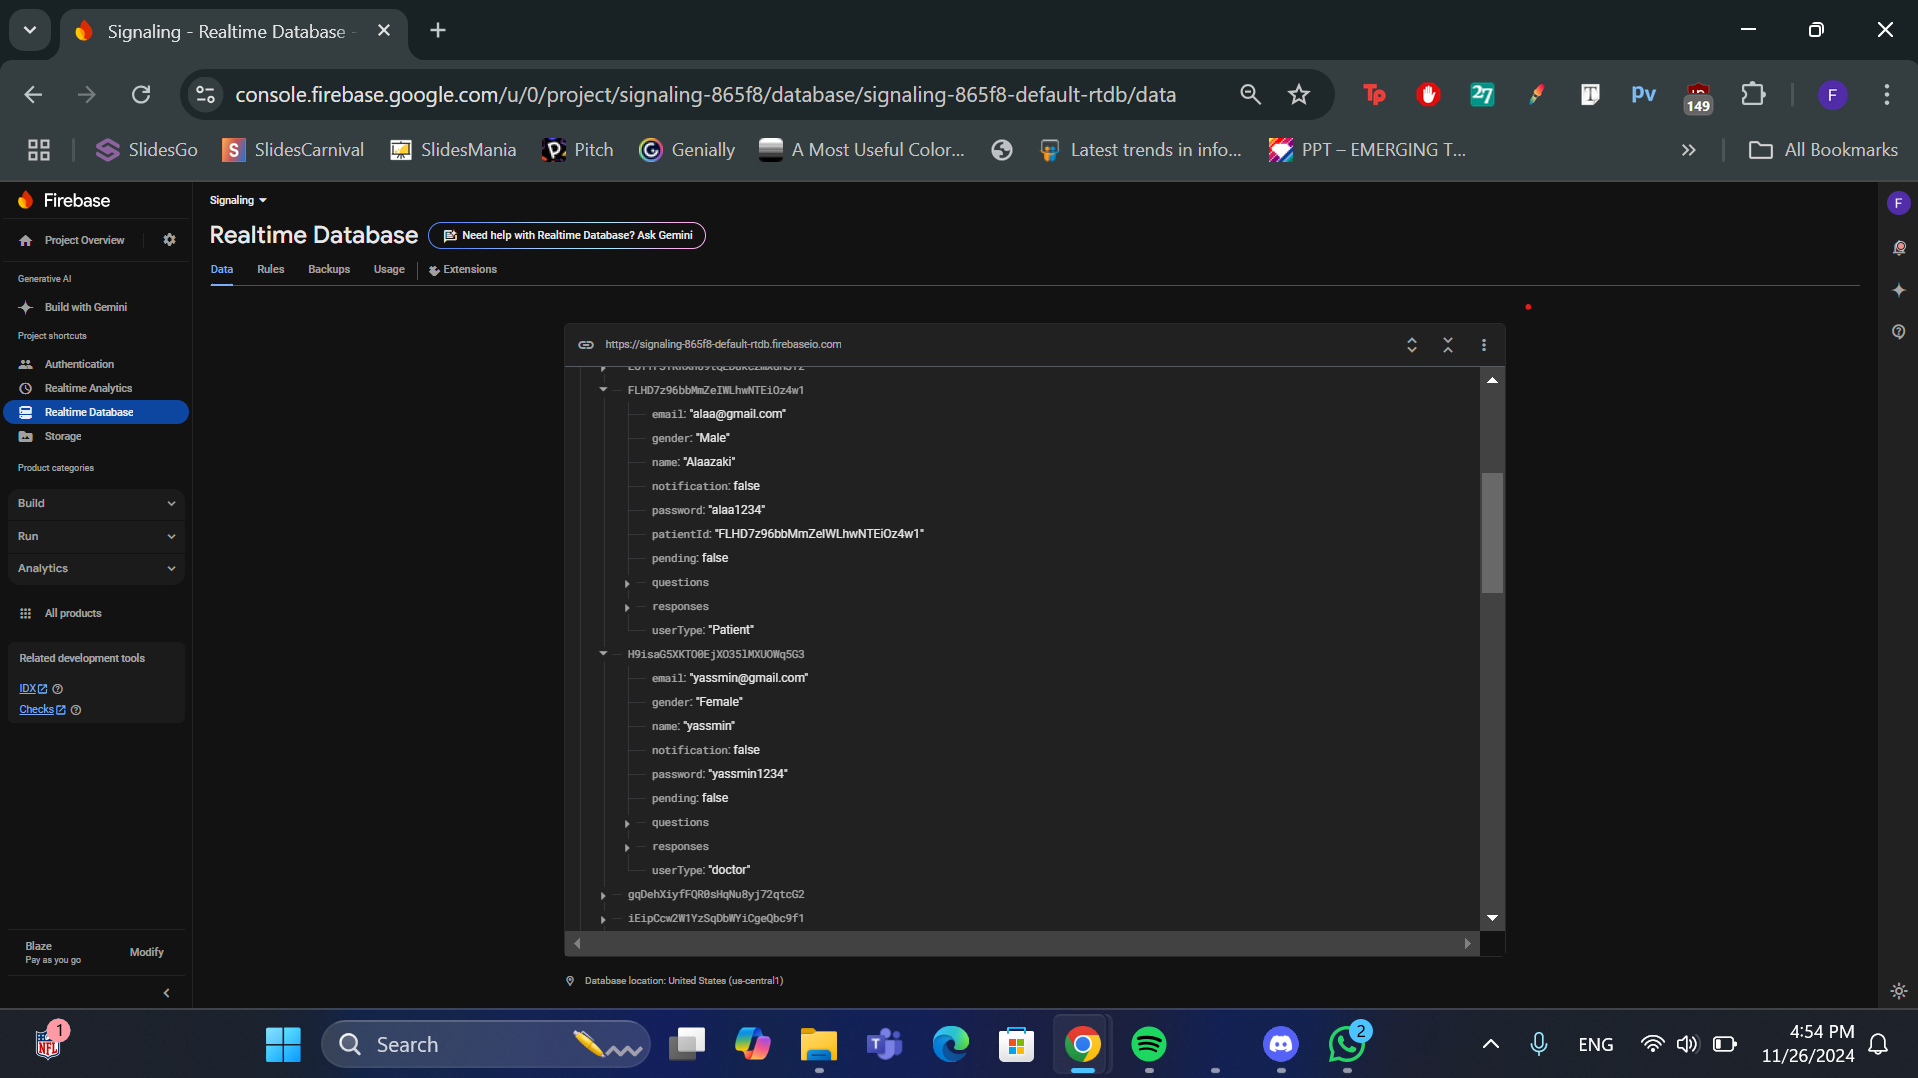 Signaling - Realtime Database -
console.firebase.google.com/u/0/project/signaling-865f8/database/signaling-865f8-default-rtdb/data
Tp
27
T
pv
149
F
SlidesGo
S SlidesCarnival
SlidesMania
Pitch
Genially
A Most Useful Color...
Latest trends in info...
PPT – EMERGING T...
All Bookmarks
Firebase
Project Overview
Generative AI
Build with Gemini
Project shortcuts
Authentication
Realtime Analytics
Realtime Database
Storage
Product categories
Build
Run
Analytics
All products
Related development tools
IDX
Checks
Blaze
Pay as you go
Modify
Signaling
Realtime Database
Need help with Realtime Database? Ask Gemini
Data
Rules
Backups
Usage
Extensions
F
https://signaling-865f8-default-rtdb.firebaseio.com
FLHD7z96bbMmZeIWLhwNTEiOz4w1
email: "alaa@gmail.com"
gender: "Male"
name: "Alaazaki"
notification: false
password: "alaa1234"
patientId: "FLHD7z96bbMmZeIWLhwNTEiOz4w1"
pending: false
questions
responses
userType: "Patient"
H9isaG5XKTO0EjXO35lMXUOWq5G3
email: "yassmin@gmail.com"
gender: "Female"
name: "yassmin"
notification: false
password: "yassmin1234"
pending: false
questions
responses
userType: "doctor"
gqDehXiyfFQR0sHqNu8yj72qtcG2
iEipCcw2W1YzSqDbWYiCgeQbc9f1
Database location: United States (us-central1)
NFL
1
Search
2
ENG
4:54 PM
11/26/2024